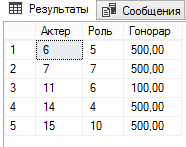 Результаты Сообщения
Актер Роль Гонорар
1 6 5 500,00
2 7 7 500,00
3 11 6 100,00
4 14 4 500,00
5 15 10 500,00